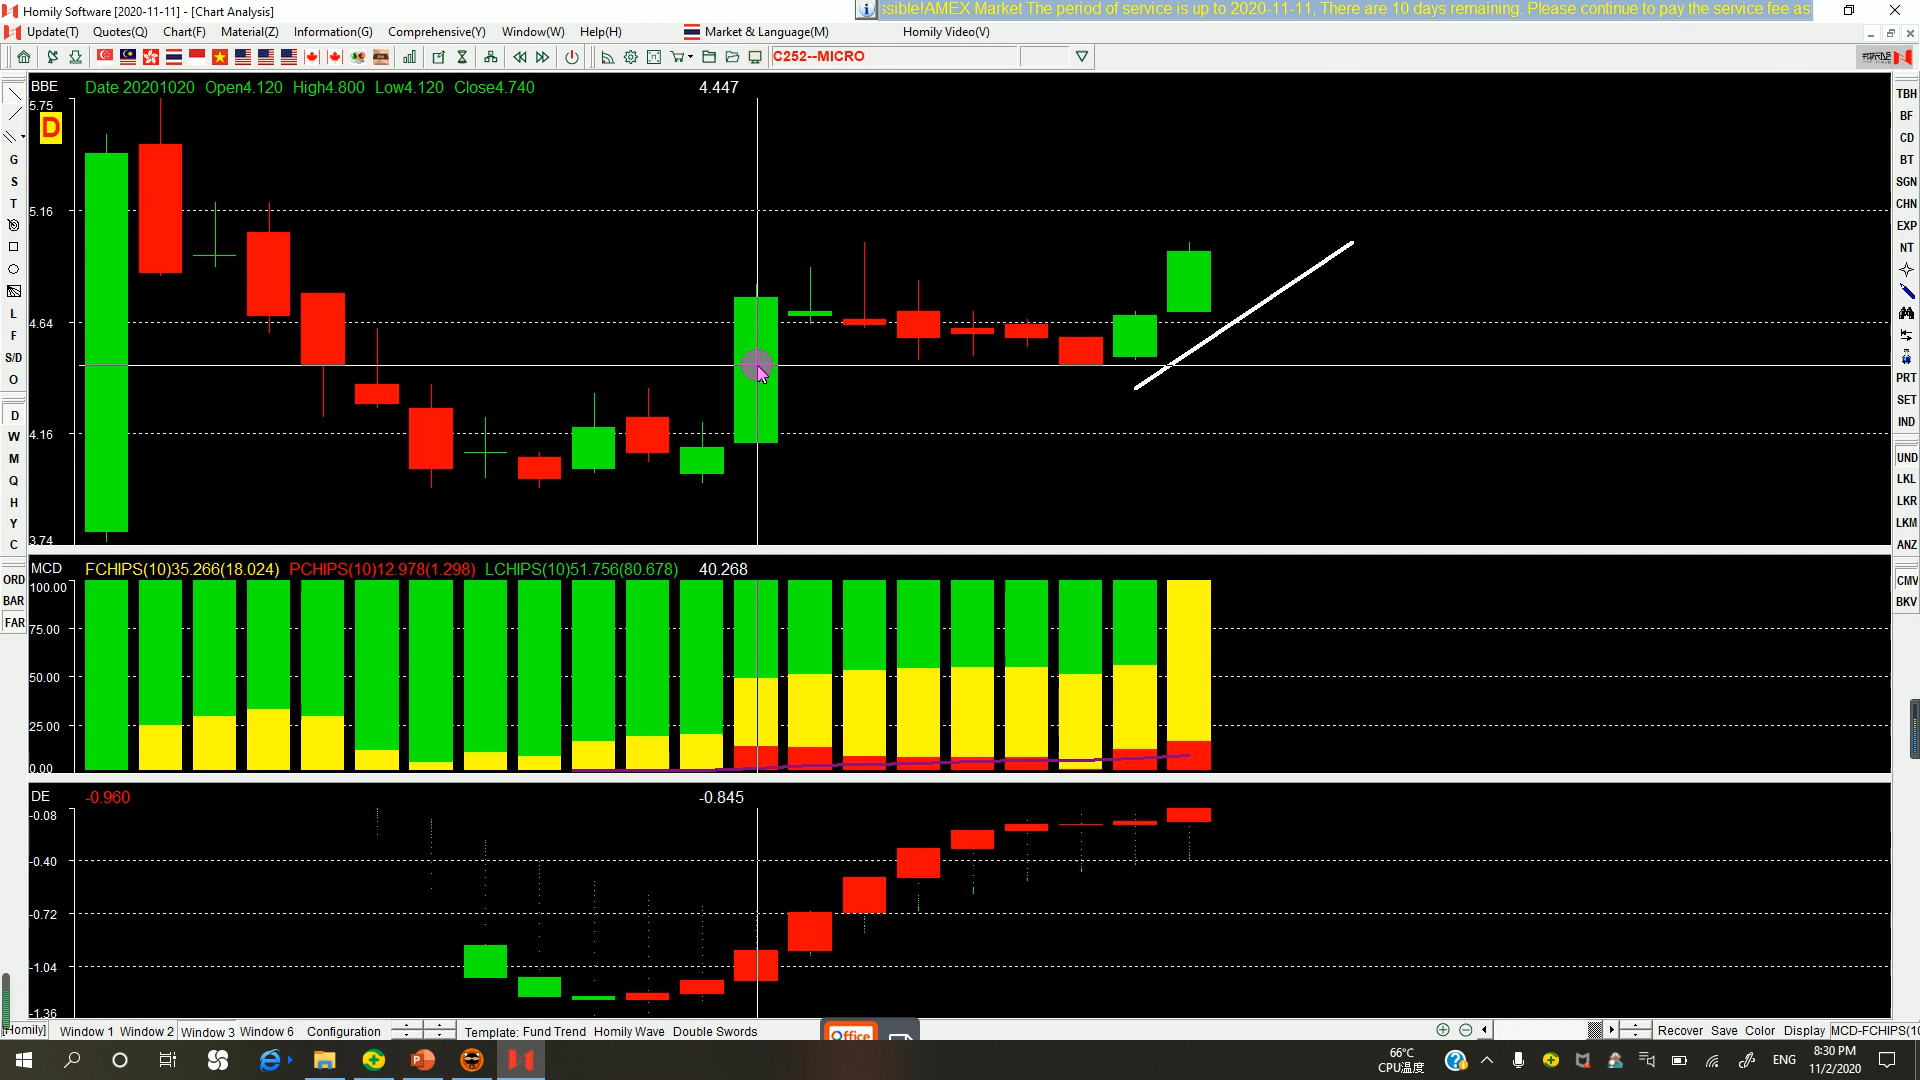 Homily Software [2020-11-11] - [Chart Analysis]
ssible!AMEX Market The period of service is up to 2020-11-11, There are 10 days remaining. Please continue to pay the service fee as
Update(T) Quotes(Q) Chart(F) Material(Z) Information(G) Comprehensive(Y) Window(W) Help(H) Market & Language(M) Homily Video(V)
C252--MICRO
BBE Date 20201020 Open4.120 High4.800 Low4.120 Close4.740 4.447
5.75
D
5.16
4.64
4.16
3.74
MCD FCHIPS(10)35.266(18.024) PCHIPS(10)12.978(1.298) LCHIPS(10)51.756(80.678) 40.268
100.00
75.00
50.00
25.00
0.00
DE -0.960 -0.845
-0.08
-0.40
-0.72
-1.04
-1.36
G
S
T
L
F
S/D
O
D
W
M
Q
H
Y
C
ORD
BAR
FAR
TBH
BF
CD
BT
SGN
CHN
EXP
NT
PRT
SET
IND
UND
LKL
LKR
LKM
ANZ
CMV
BKV
[Homily] Window 1 Window 2 Window 3 Window 6 Configuration Template: Fund Trend Homily Wave Double Swords
Office
Recover Save Color Display MCD-FCHIPS(10
66°C
CPU温度
ENG
8:30 PM
11/2/2020